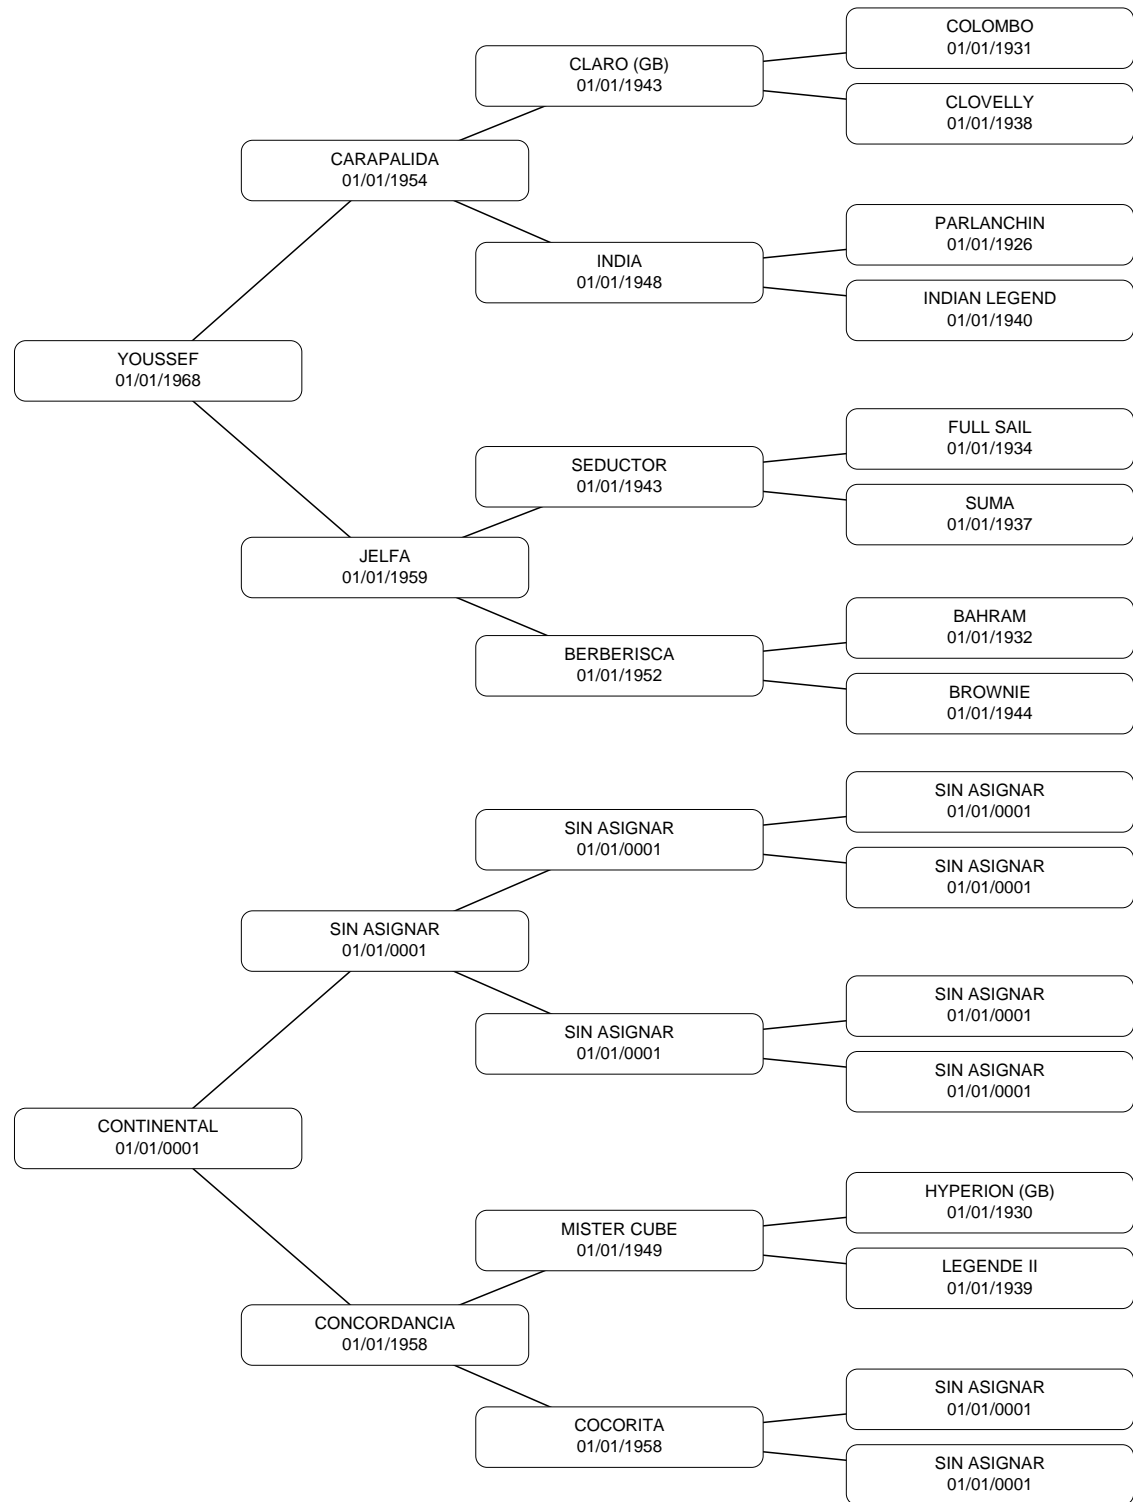 COLOMBO
01/01/1931
CLARO (GB)
01/01/1943
CLOVELLY
01/01/1938
CARAPALIDA
01/01/1954
PARLANCHIN
01/01/1926
INDIA
01/01/1948
INDIAN LEGEND
01/01/1940
YOUSSEF
01/01/1968
FULL SAIL
01/01/1934
SEDUCTOR
01/01/1943
SUMA
01/01/1937
JELFA
01/01/1959
BAHRAM
01/01/1932
BERBERISCA
01/01/1952
BROWNIE
01/01/1944
SIN ASIGNAR
01/01/0001
SIN ASIGNAR
01/01/0001
SIN ASIGNAR
01/01/0001
SIN ASIGNAR
01/01/0001
SIN ASIGNAR
01/01/0001
SIN ASIGNAR
01/01/0001
SIN ASIGNAR
01/01/0001
CONTINENTAL
01/01/0001
HYPERION (GB)
01/01/1930
MISTER CUBE
01/01/1949
LEGENDE II
01/01/1939
CONCORDANCIA
01/01/1958
SIN ASIGNAR
01/01/0001
COCORITA
01/01/1958
SIN ASIGNAR
01/01/0001